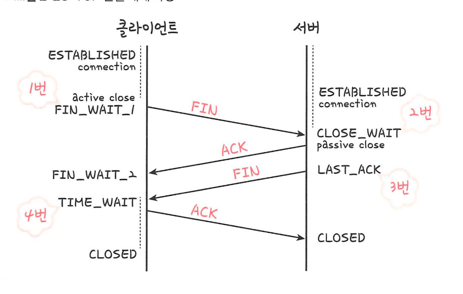 클라이언트
서버
ESTABLISHED
connection
1번
active close
FIN_WAIT_1
FIN
ESTABLISHED
connection
2번
CLOSE_WAIT
passive close
ACK
FIN
LAST_ACK
3번
FIN_WAIT_2
TIME_WAIT
4번
ACK
CLOSED
CLOSED